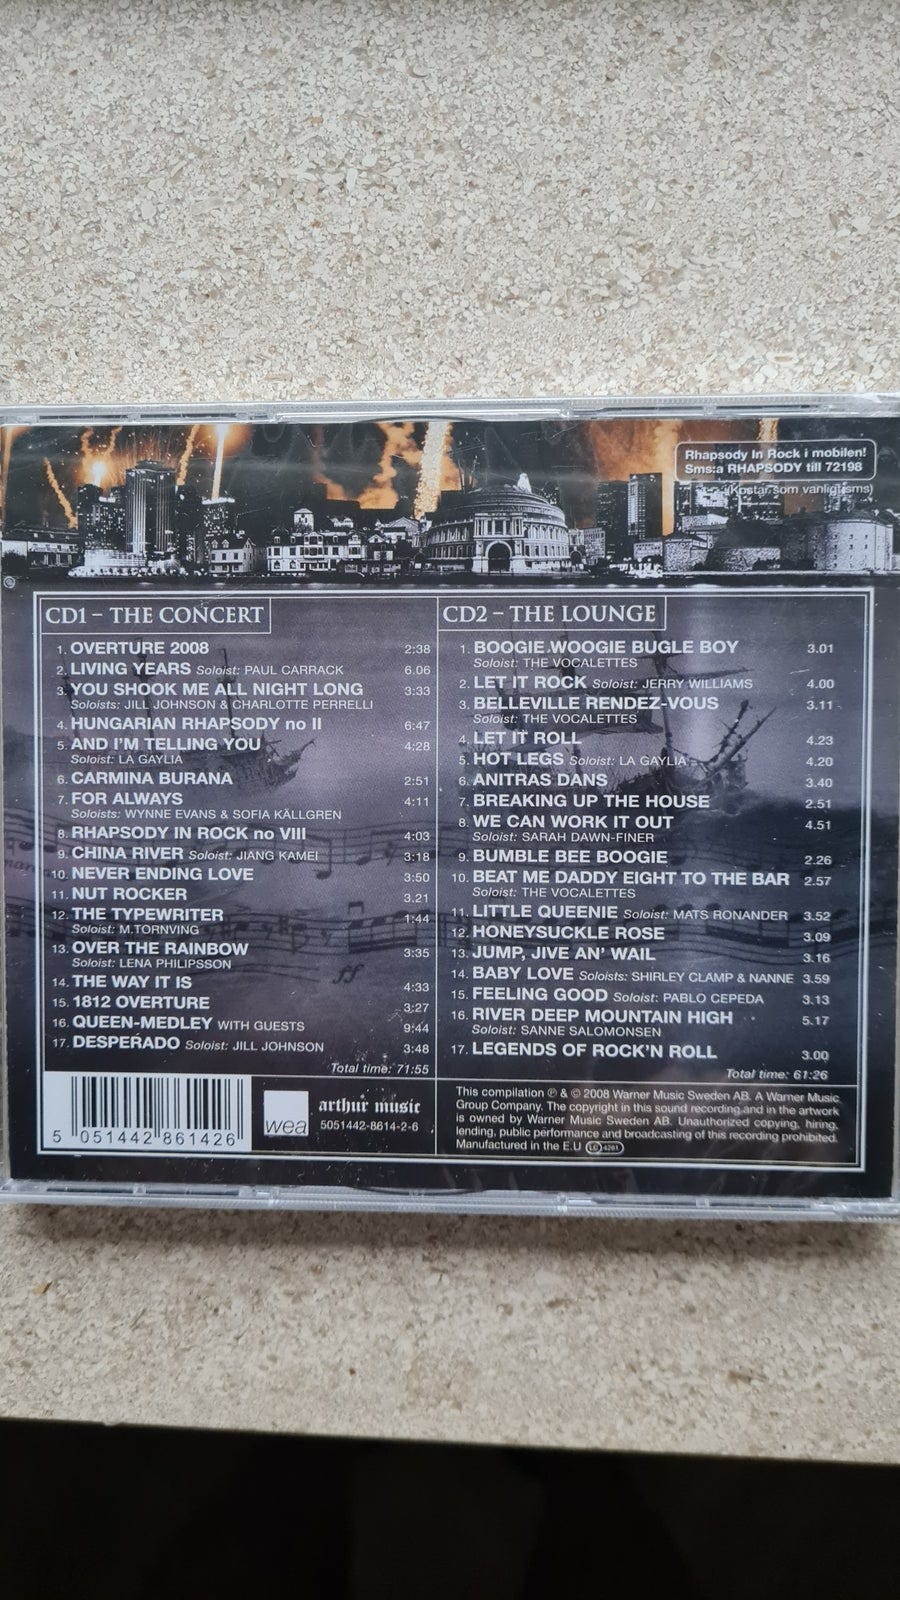 Rhapsody In Rock i mobilen!
Sms:a RHAPSODY till 72198
(Kostar som vanligt sms)
CD1 – THE CONCERT
1. OVERTURE 2008 2:38
2. LIVING YEARS Soloist: PAUL CARRACK 6.06
3. YOU SHOOK ME ALL NIGHT LONG 3:33
Soloists: JILL JOHNSON & CHARLOTTE PERRELLI
4. HUNGARIAN RHAPSODY no II 6:47
5. AND I'M TELLING YOU 4:28
Soloist: LA GAYLIA
6. CARMINA BURANA 2:51
7. FOR ALWAYS 4:11
Soloists: WYNNE EVANS & SOFIA KÄLLGREN
8. RHAPSODY IN ROCK no VIII 4:03
9. CHINA RIVER Soloist: JIANG KAMEI 3:18
10. NEVER ENDING LOVE 3:50
11. NUT ROCKER 3.21
12. THE TYPEWRITER 1:44
Soloist: M.TORNVING
13. OVER THE RAINBOW 3:35
Soloist: LENA PHILIPSSON
14. THE WAY IT IS 4:33
15. 1812 OVERTURE 3;27
16. QUEEN-MEDLEY WITH GUESTS 9:44
17. DESPERADO Soloist: JILL JOHNSON 3:48
Total time: 71:55
CD2 – THE LOUNGE
1. BOOGIE WOOGIE BUGLE BOY 3.01
Soloist: THE VOCALETTES
2. LET IT ROCK Soloist: JERRY WILLIAMS 4.00
3. BELLEVILLE RENDEZ-VOUS 3.11
Soloist: THE VOCALETTES
4. LET IT ROLL 4.23
5. HOT LEGS Soloist: LA GAYLIA 4.20
6. ANITRAS DANS 3.40
7. BREAKING UP THE HOUSE 2.51
8. WE CAN WORK IT OUT 4.51
Soloist: SARAH DAWN-FINER
9. BUMBLE BEE BOOGIE 2.26
10. BEAT ME DADDY EIGHT TO THE BAR 2.57
Soloist: THE VOCALETTES
11. LITTLE QUEENIE Soloist: MATS RONANDER 3.52
12. HONEYSUCKLE ROSE 3.09
13. JUMP, JIVE AN' WAIL 3.16
14. BABY LOVE Soloists: SHIRLEY CLAMP & NANNE 3.59
15. FEELING GOOD Soloist: PABLO CEPEDA 3.13
16. RIVER DEEP MOUNTAIN HIGH 5.17
Soloist: SANNE SALOMONSEN
17. LEGENDS OF ROCK'N ROLL 3.00
Total time: 61:26
5 051442 861426
wea
arthur music
5051442-8614-2-6
This compilation ℗ & © 2008 Warner Music Sweden AB. A Warner Music
Group Company. The copyright in this sound recording and in the artwork
is owned by Warner Music Sweden AB. Unauthorized copying, hiring,
lending, public performance and broadcasting of this recording prohibited.
Manufactured in the E.U LC 4281